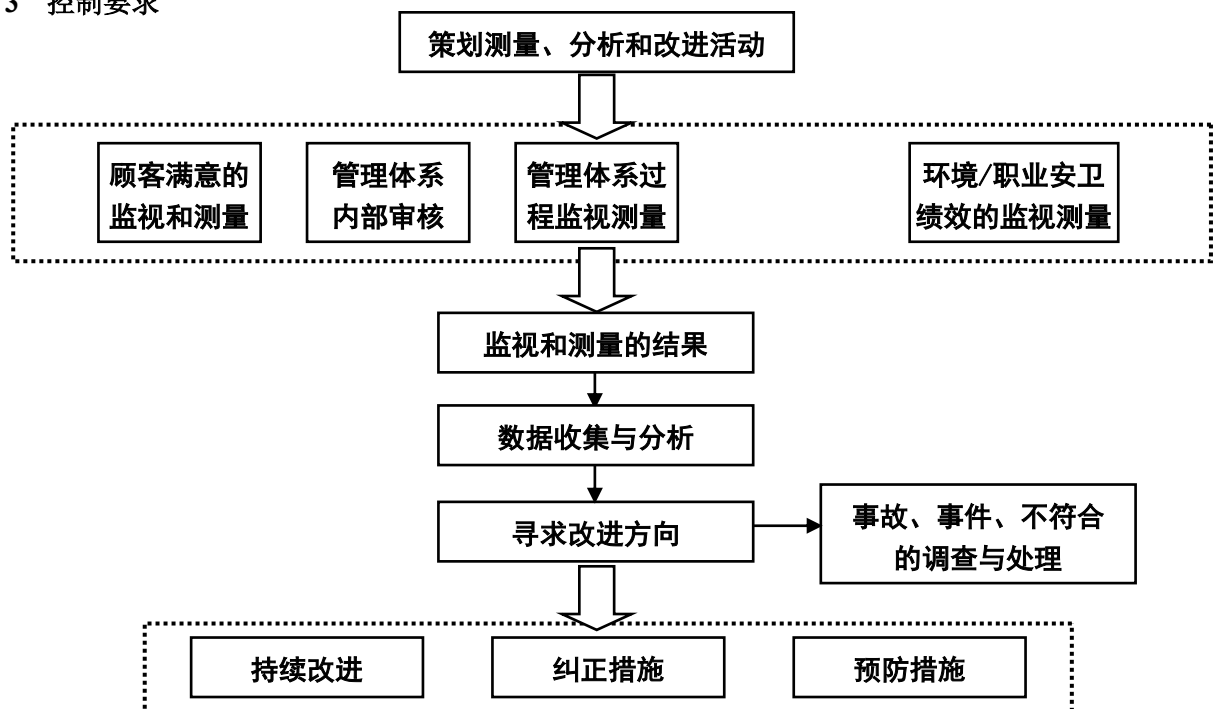 3 控制要求
策划测量、分析和改进活动
顾客满意的
监视和测量
管理体系
内部审核
管理体系过
程监视测量
环境/职业安卫
绩效的监视测量
监视和测量的结果
数据收集与分析
寻求改进方向
事故、事件、不符合
的调查与处理
持续改进
纠正措施
预防措施